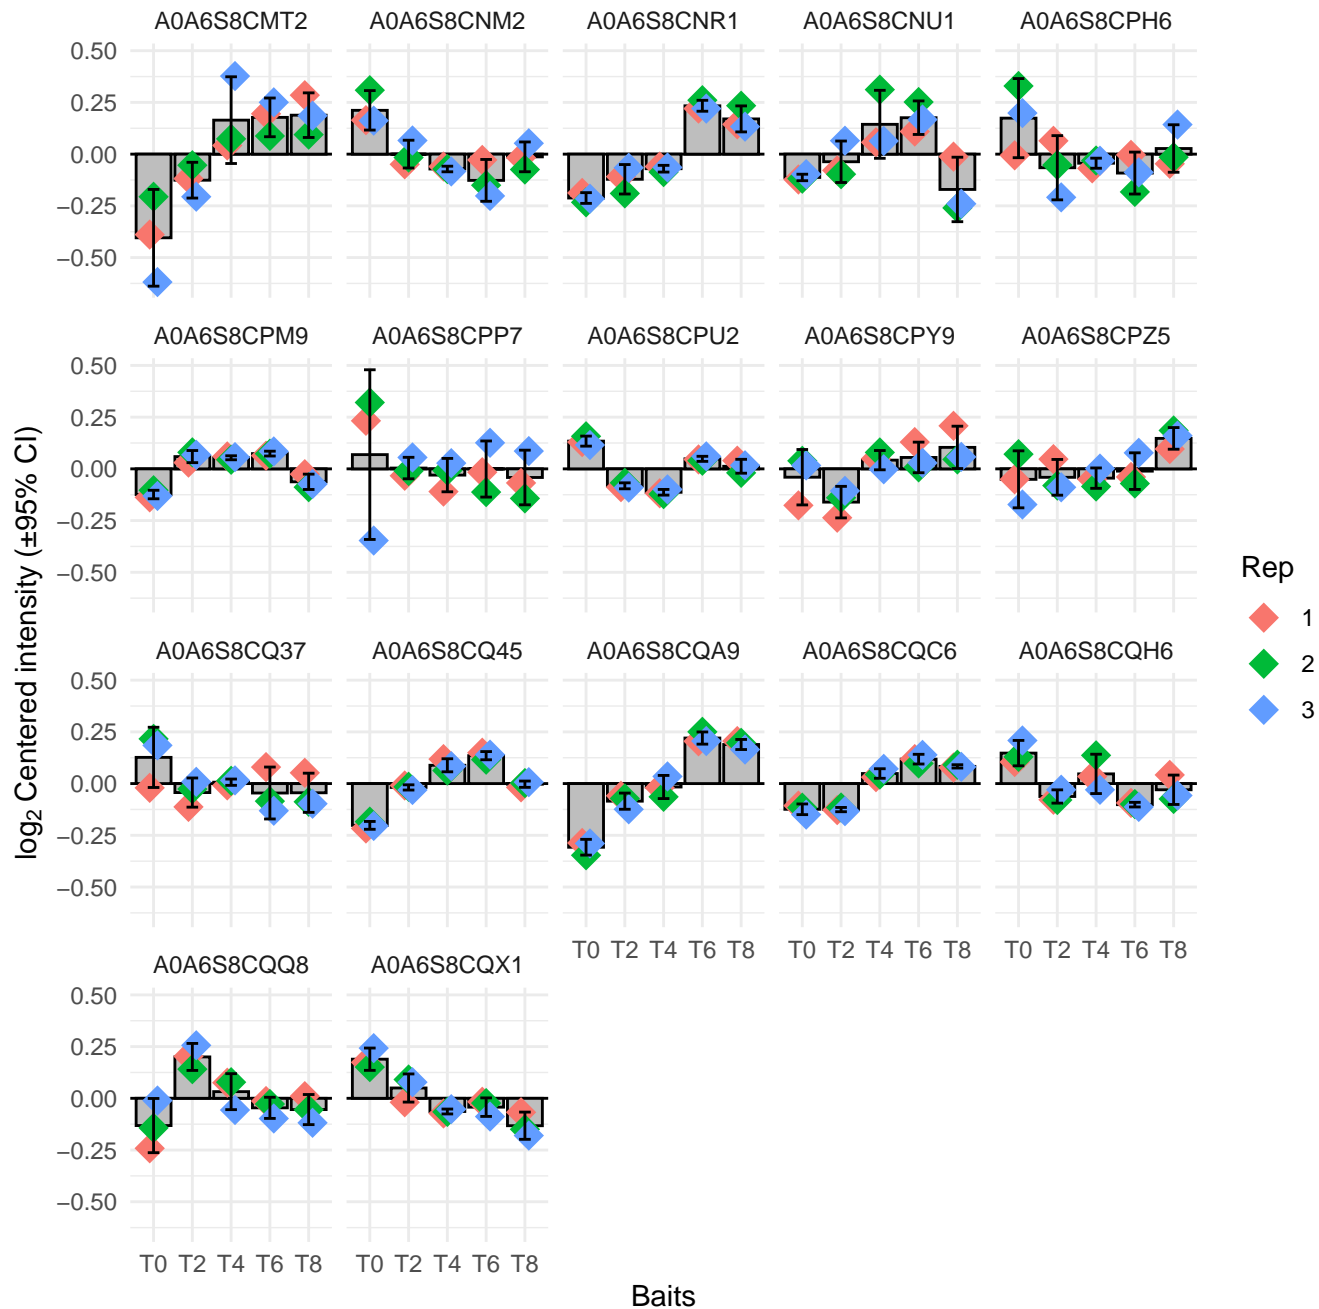 A0A6S8CMT2 A0A6S8CNM2 A0A6S8CNR1 A0A6S8CNU1 A0A6S8CPH6
0.50
0.25
0.00
−0.25
−0.50
A0A6S8CPM9 A0A6S8CPP7 A0A6S8CPU2 A0A6S8CPY9 A0A6S8CPZ5
0.50
0.25
0.00
−0.25
−0.50
A0A6S8CQ37 A0A6S8CQ45 A0A6S8CQA9 A0A6S8CQC6 A0A6S8CQH6
0.50
0.25
0.00
−0.25
−0.50
T0 T2 T4 T6 T8 T0 T2 T4 T6 T8 T0 T2 T4 T6 T8
A0A6S8CQQ8 A0A6S8CQX1
0.50
0.25
0.00
−0.25
−0.50
T0 T2 T4 T6 T8 T0 T2 T4 T6 T8
Baits
log2 Centered intensity (±95% CI)
Rep
1
2
3